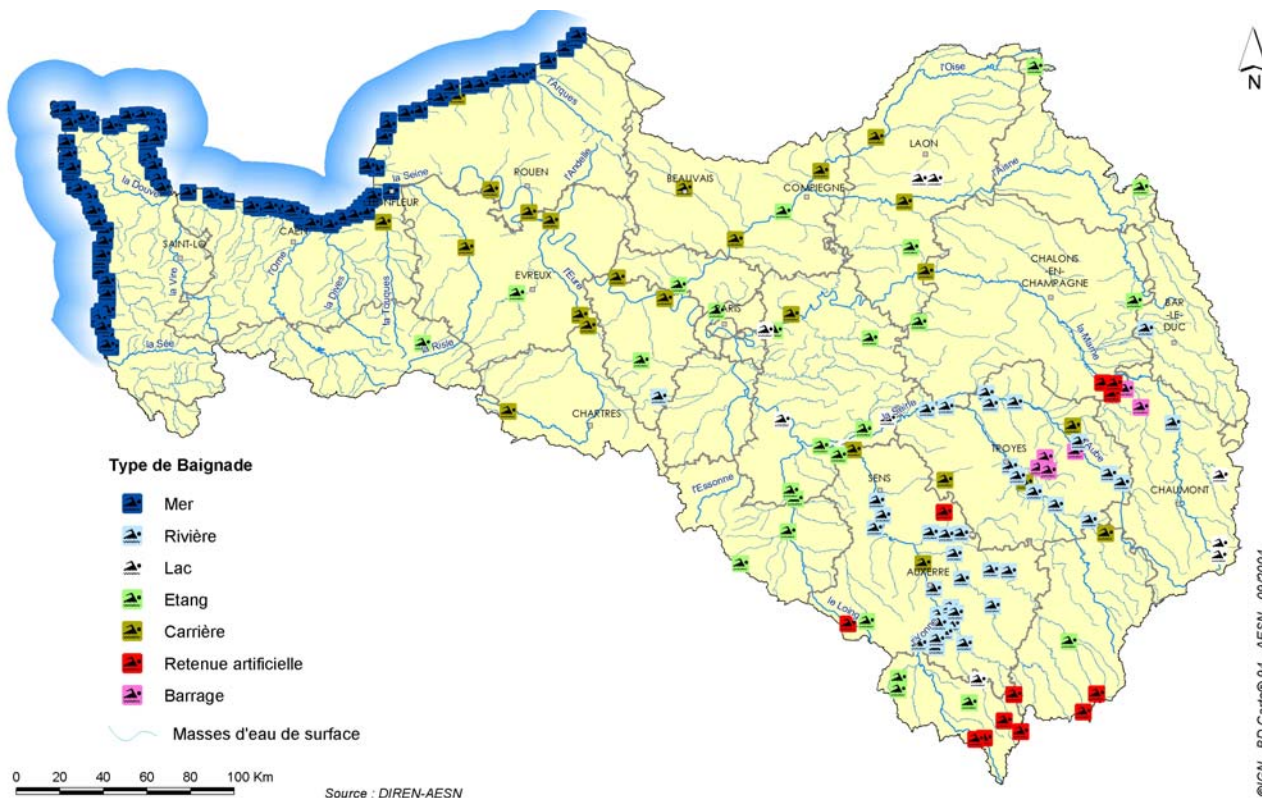 l'Oise
N
l'Arques
LAON
l'Andelle
l'Aisne
la Seine
ROUEN
BEAUVAIS
COMPIEGNE
la Douve
CAEN
SAINT-LO
la Vire
l'Orne
la Dives
la Touques
EVREUX
l'Eure
CHALONS
-EN-
CHAMPAGNE
BAR
-LE-
DUC
la Marne
la Sée
la Risle
CHARTRES
la Seine
TROYES
l'Aube
l'Essonne
SENS
CHAUMONT
AUXERRE
le Loing
Type de Baignade
Mer
Rivière
Lac
Etang
Carrière
Retenue artificielle
Barrage
Masses d'eau de surface
0 20 40 60 80 100 Km
Source : DIREN-AESN